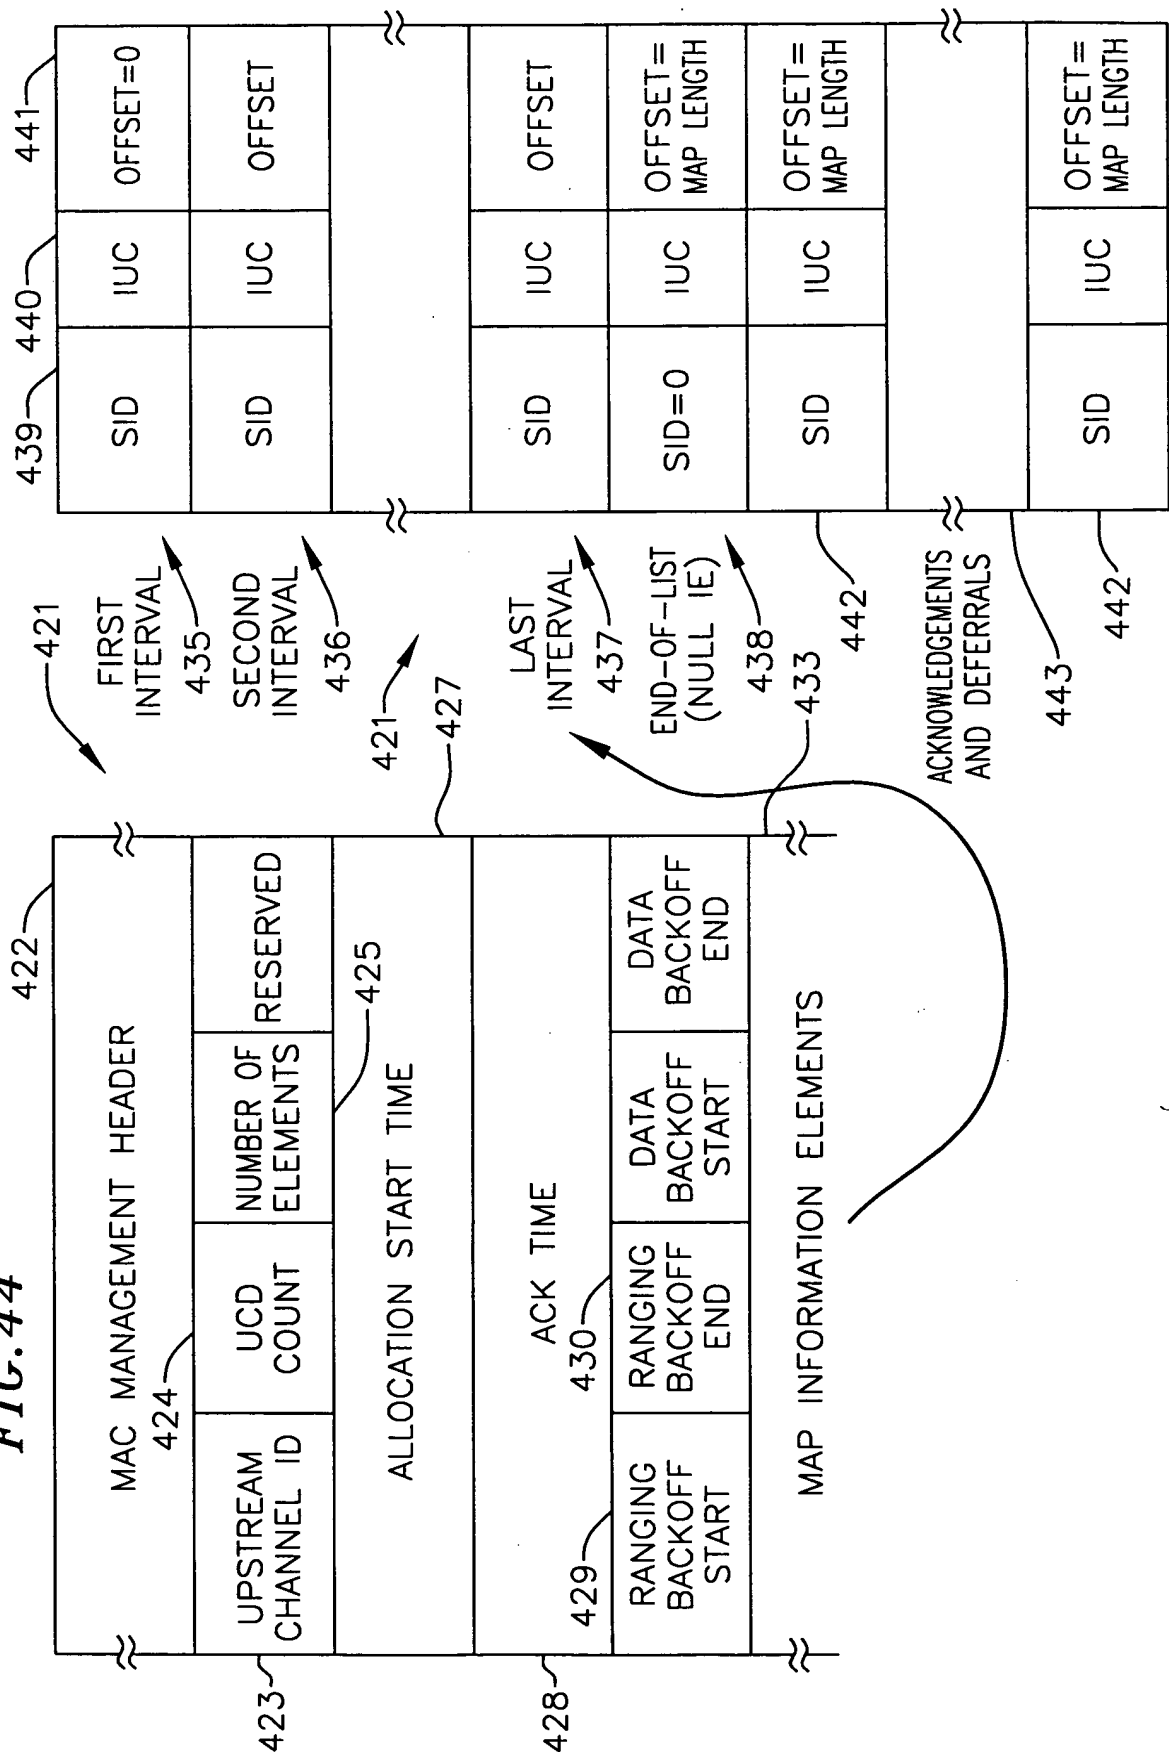 FIG.44
422
MAC MANAGEMENT HEADER
424
423
UPSTREAM
CHANNEL ID
UCD
COUNT
NUMBER OF
ELEMENTS
RESERVED
425
ALLOCATION START TIME
427
428
ACK TIME
429
430
RANGING
BACKOFF
START
RANGING
BACKOFF
END
DATA
BACKOFF
START
DATA
BACKOFF
END
433
MAP INFORMATION ELEMENTS
421
439
440
441
FIRST
INTERVAL
435
SID
IUC
OFFSET=0
SECOND
INTERVAL
436
SID
IUC
OFFSET
421
LAST
INTERVAL
437
SID
IUC
OFFSET
END-OF-LIST
(NULL IE)
438
SID=0
IUC
OFFSET=
MAP LENGTH
442
SID
IUC
OFFSET=
MAP LENGTH
ACKNOWLEDGEMENTS
AND DEFERRALS
443
442
SID
IUC
OFFSET=
MAP LENGTH